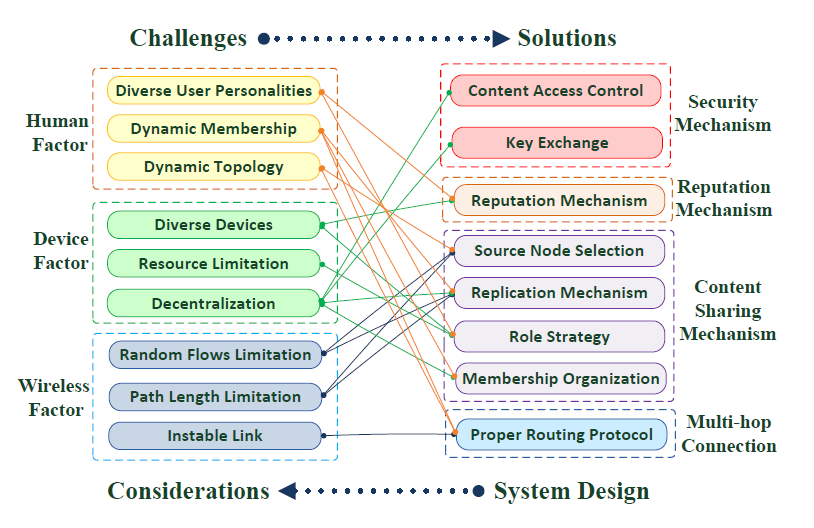 Challenges
Solutions
Human
Factor
Diverse User Personalities
Dynamic Membership
Dynamic Topology
Device
Factor
Diverse Devices
Resource Limitation
Decentralization
Wireless
Factor
Random Flows Limitation
Path Length Limitation
Instable Link
Content Access Control
Key Exchange
Security
Mechanism
Reputation Mechanism
Reputation
Mechanism
Source Node Selection
Replication Mechanism
Role Strategy
Membership Organization
Content
Sharing
Mechanism
Proper Routing Protocol
Multi-hop
Connection
Considerations
System Design